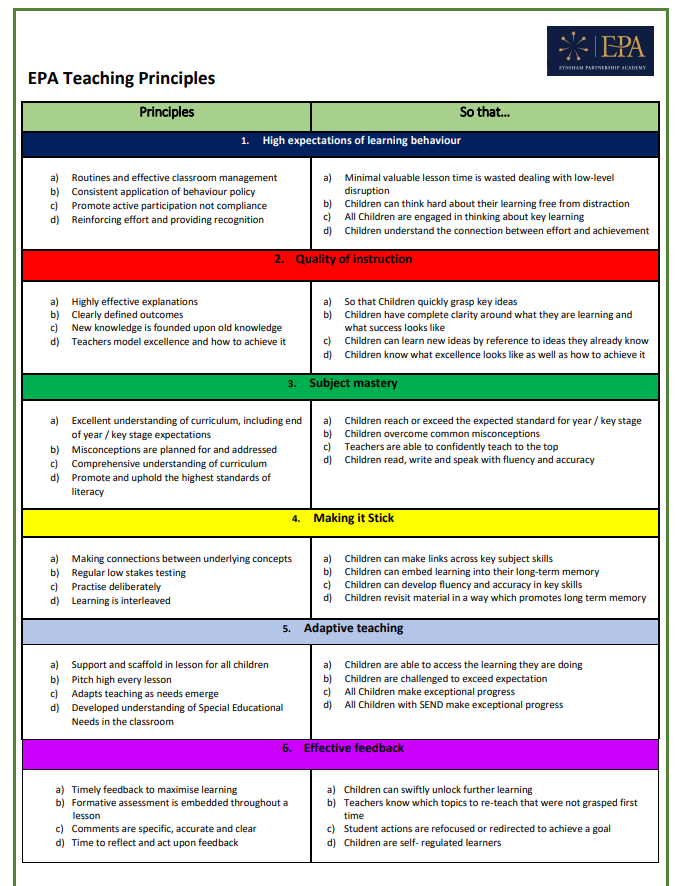 EPA
EYNSHAM PARTNERSHIP ACADEMY
EPA Teaching Principles
Principles
So that...
1. High expectations of learning behaviour
a) Routines and effective classroom management
b) Consistent application of behaviour policy
c) Promote active participation not compliance
d) Reinforcing effort and providing recognition
a) Minimal valuable lesson time is wasted dealing with low-level
disruption
b) Children can think hard about their learning free from distraction
c) All Children are engaged in thinking about key learning
d) Children understand the connection between effort and achievement
2. Quality of instruction
a) Highly effective explanations
b) Clearly defined outcomes
c) New knowledge is founded upon old knowledge
d) Teachers model excellence and how to achieve it
a) So that Children quickly grasp key ideas
b) Children have complete clarity around what they are learning and
what success looks like
c) Children can learn new ideas by reference to ideas they already know
d) Children know what excellence looks like as well as how to achieve it
3. Subject mastery
a) Excellent understanding of curriculum, including end
of year / key stage expectations
b) Misconceptions are planned for and addressed
c) Comprehensive understanding of curriculum
d) Promote and uphold the highest standards of
literacy
a) Children reach or exceed the expected standard for year / key stage
b) Children overcome common misconceptions
c) Teachers are able to confidently teach to the top
d) Children read, write and speak with fluency and accuracy
4. Making it Stick
a) Making connections between underlying concepts
b) Regular low stakes testing
c) Practise deliberately
d) Learning is interleaved
a) Children can make links across key subject skills
b) Children can embed learning into their long-term memory
c) Children can develop fluency and accuracy in key skills
d) Children revisit material in a way which promotes long term memory
5. Adaptive teaching
a) Support and scaffold in lesson for all children
b) Pitch high every lesson
c) Adapts teaching as needs emerge
d) Developed understanding of Special Educational
Needs in the classroom
a) Children are able to access the learning they are doing
b) Children are challenged to exceed expectation
c) All Children make exceptional progress
d) All Children with SEND make exceptional progress
6. Effective feedback
a) Timely feedback to maximise learning
b) Formative assessment is embedded throughout a
lesson
c) Comments are specific, accurate and clear
d) Time to reflect and act upon feedback
a) Children can swiftly unlock further learning
b) Teachers know which topics to re-teach that were not grasped first
time
c) Student actions are refocused or redirected to achieve a goal
d) Children are self- regulated learners